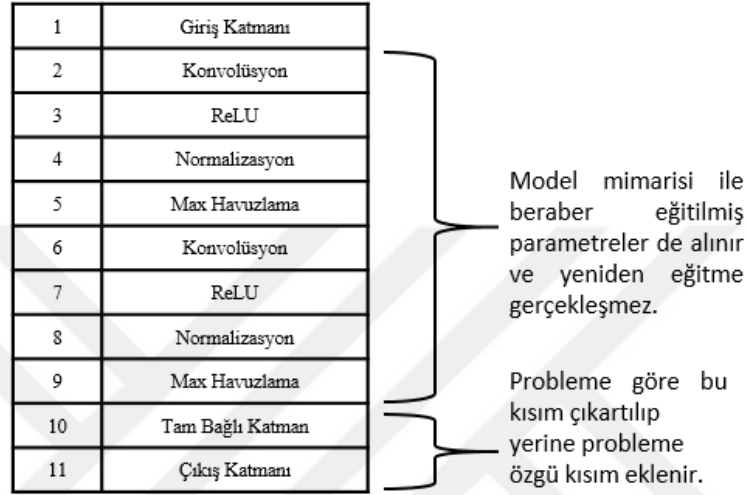 1 Giriş Katmanı
2 Konvolüsyon
3 ReLU
4 Normalizasyon
5 Max Havuzlama
6 Konvolüsyon
7 ReLU
8 Normalizasyon
9 Max Havuzlama
10 Tam Bağlı Katman
11 Çıkış Katmanı
Model mimarisi ile
beraber eğitilmiş
parametreler de alınır
ve yeniden eğitme
gerçekleşmez.
Probleme göre bu
kısım çıkartılıp
yerine probleme
özgü kısım eklenir.